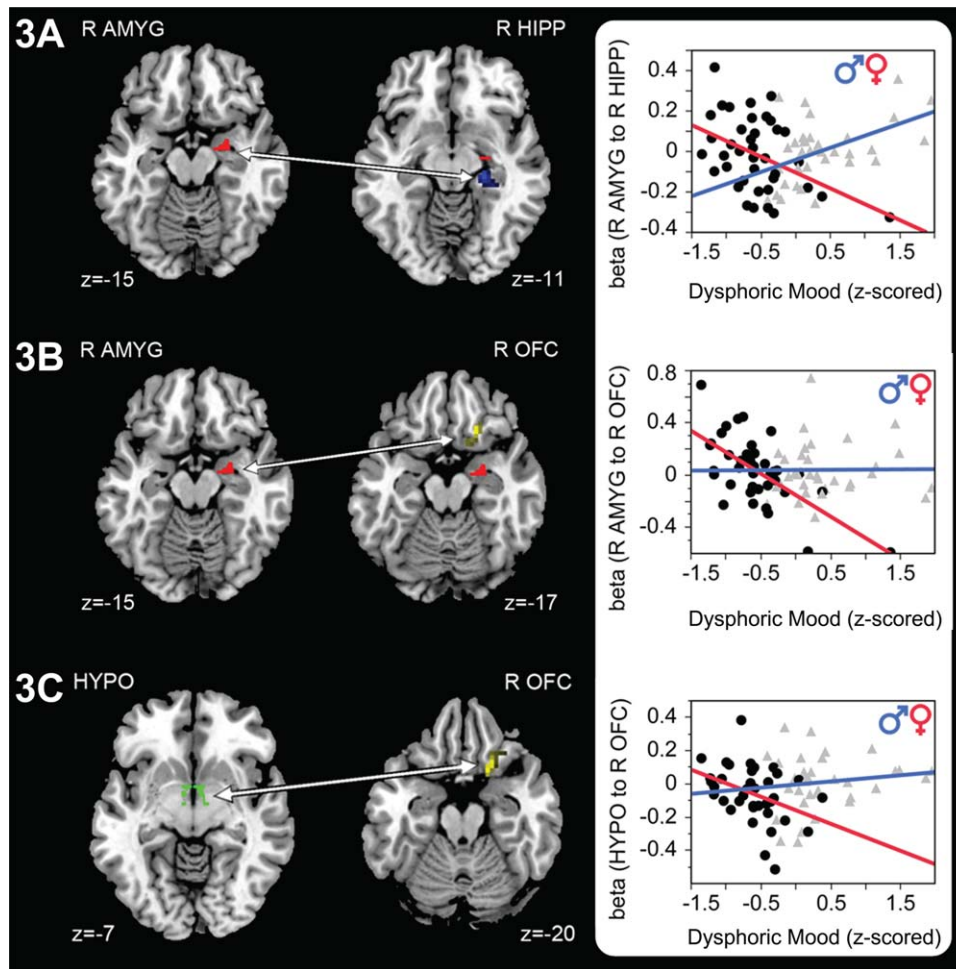 3A R AMYG R HIPP
z=-15 z=-11
beta (R AMYG to R HIPP)
0.4
0.2
0
-0.2
-0.4
-1.5 -0.5 0.5 1.5
Dysphoric Mood (z-scored)
3B R AMYG R OFC
z=-15 z=-17
beta (R AMYG to R OFC)
0.8
0.4
0
-0.4
-1.5 -0.5 0.5 1.5
Dysphoric Mood (z-scored)
3C HYPO R OFC
z=-7 z=-20
beta (HYPO to R OFC)
0.4
0.2
0
-0.2
-0.4
-1.5 -0.5 0.5 1.5
Dysphoric Mood (z-scored)